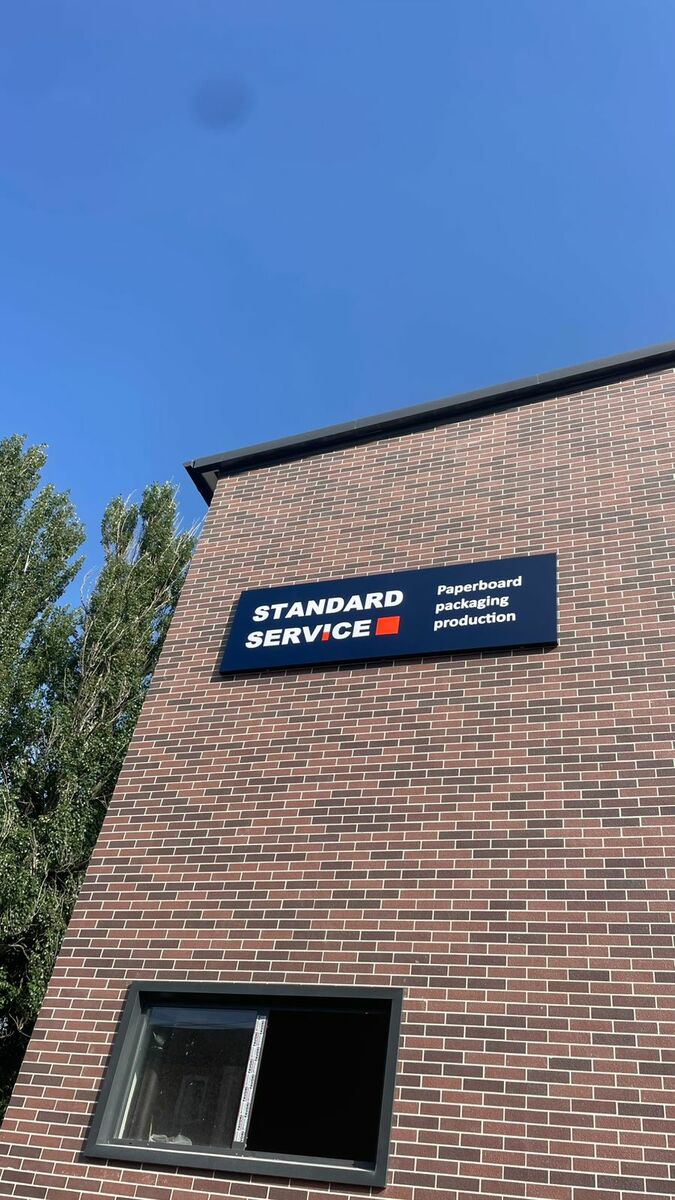 STANDARD
SERVICE
Paperboard
packaging
production